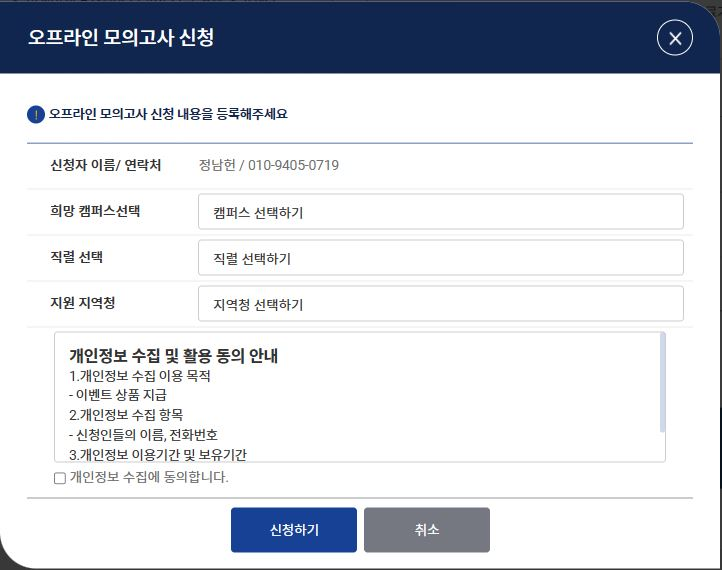 오프라인 모의고사 신청
오프라인 모의고사 신청 내용을 등록해주세요
신청자 이름/ 연락처 정남헌 / 010-9405-0719
희망 캠퍼스선택 캠퍼스 선택하기
직렬 선택 직렬 선택하기
지원 지역청 지역청 선택하기
개인정보 수집 및 활용 동의 안내
1.개인정보 수집 이용 목적
- 이벤트 상품 지급
2.개인정보 수집 항목
- 신청인들의 이름, 전화번호
3.개인정보 이용기간 및 보유기간
개인정보 수집에 동의합니다.
신청하기 취소